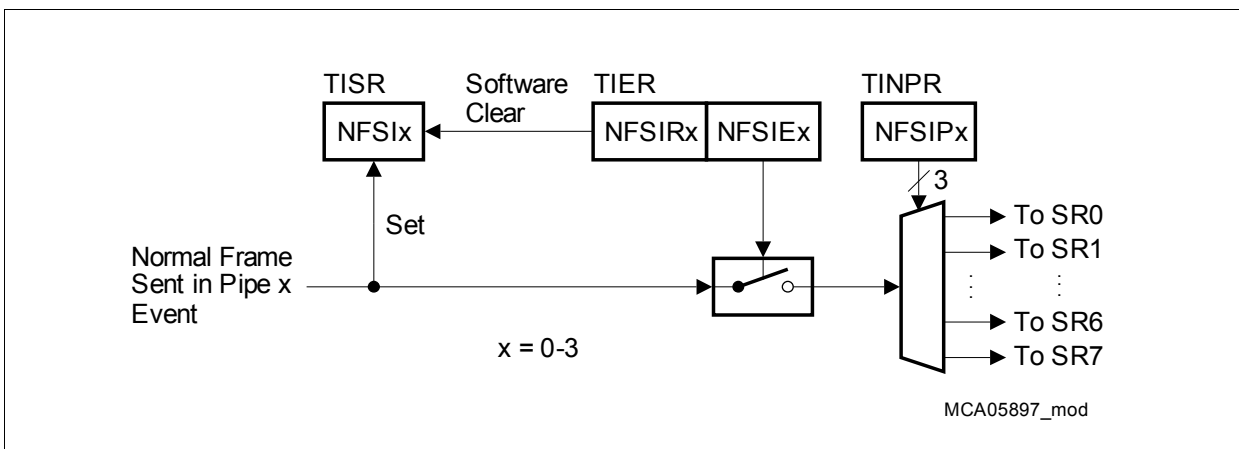 TISR
Software
Clear
TIER
TINPR
NFSIx
NFSIRx
NFSIEx
NFSIPx
3
Set
To SR0
To SR1
Normal Frame
Sent in Pipe x
Event
To SR6
To SR7
x = 0-3
MCA05897_mod